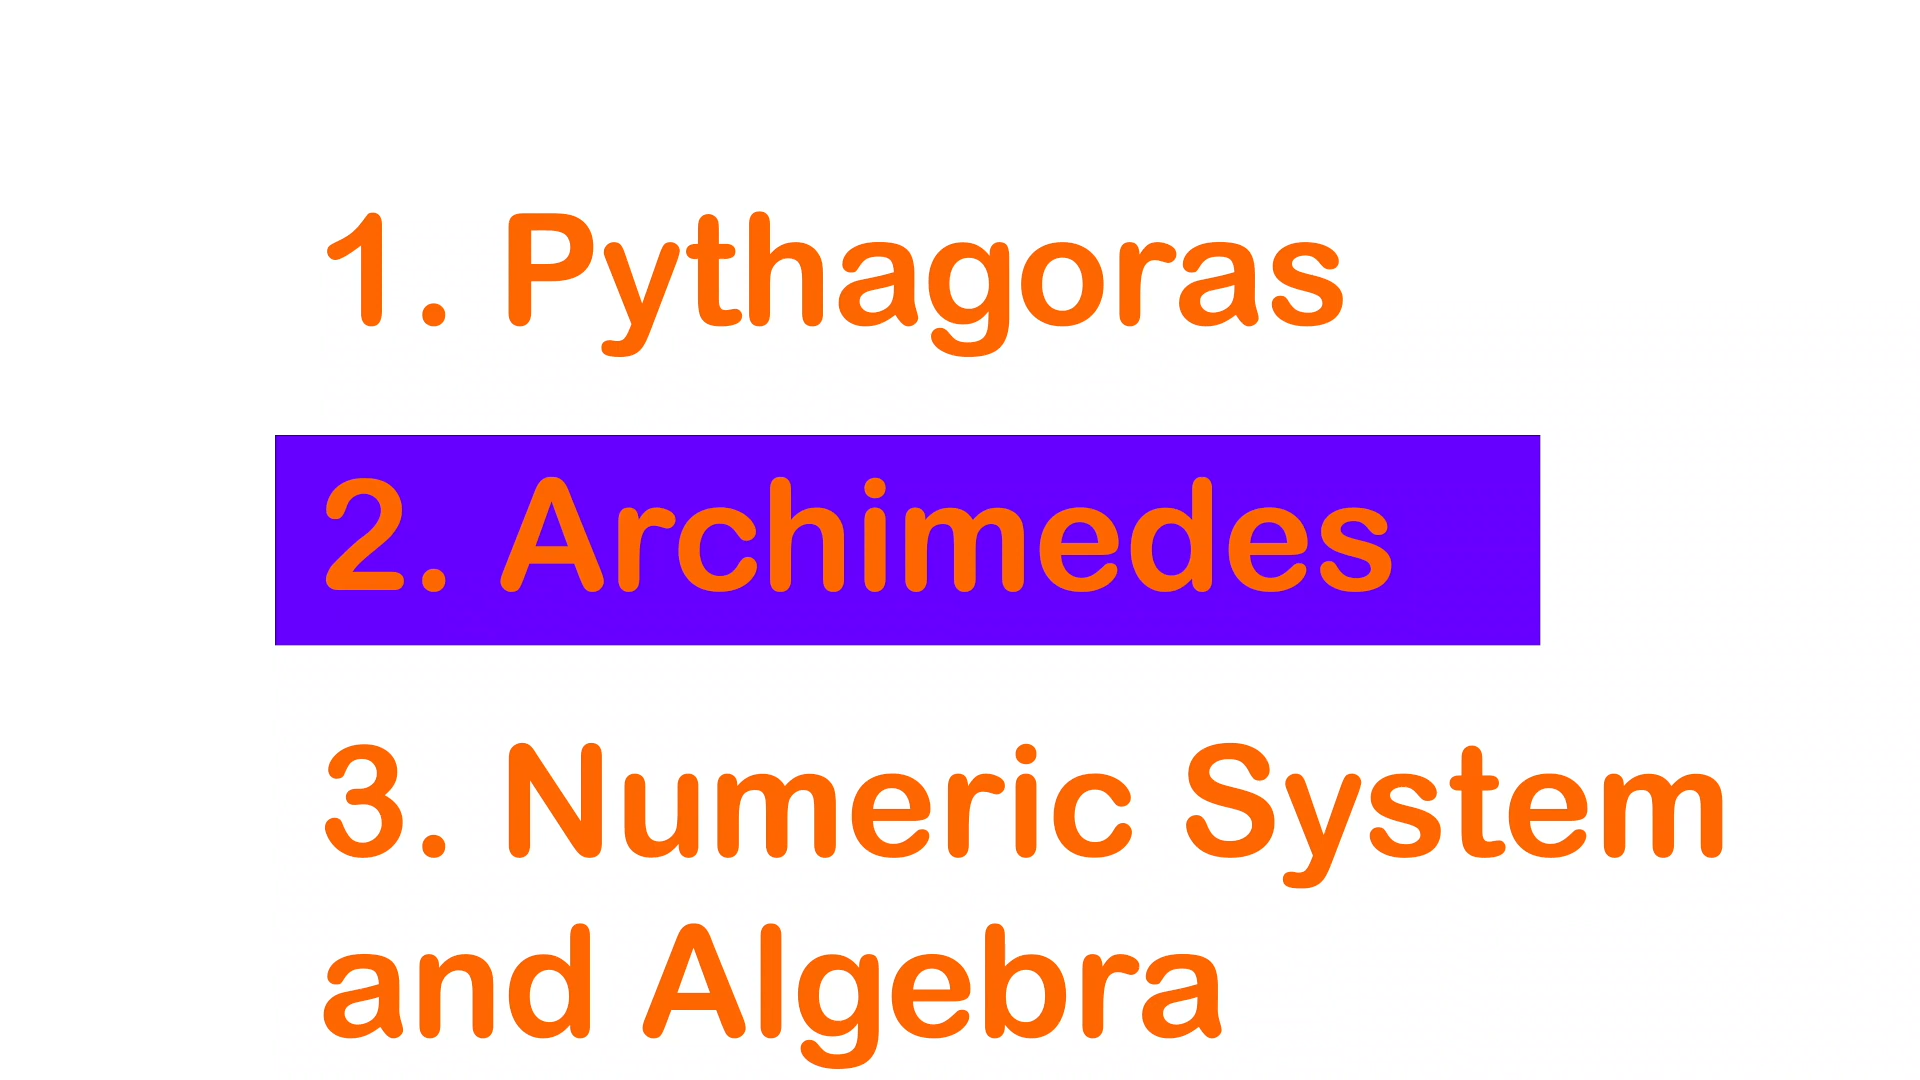 1. Pythagoras
2. Archimedes
3. Numeric System
and Algebra